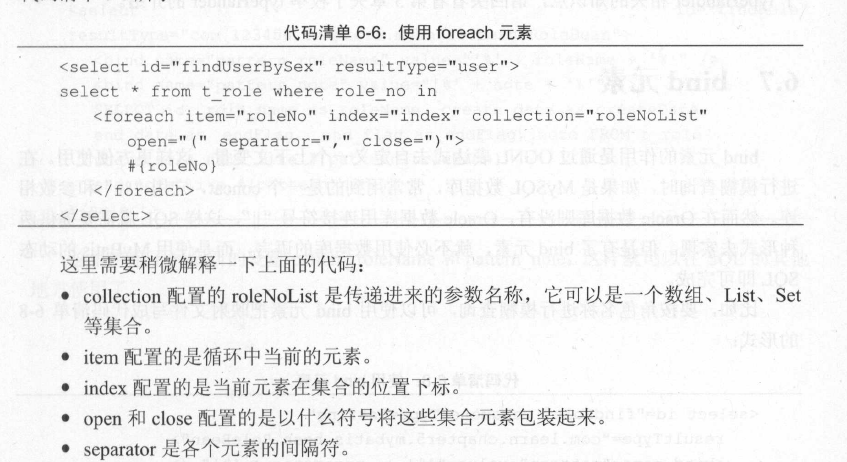 代码清单 6-6：使用 foreach 元素
<select id="findUserBySex" resultType="user">
select * from t_role where role_no in
<foreach item="roleNo" index="index" collection="roleNoList"
open="(" separator="," close=")">
#{roleNo}
</foreach>
</select>
这里需要稍微解释一下上面的代码：
● collection 配置的 roleNoList 是传递进来的参数名称，它可以是一个数组、List、Set
等集合。
● item 配置的是循环中当前的元素。
● index 配置的是当前元素在集合的位置下标。
● open 和 close 配置的是以什么符号将这些集合元素包装起来。
● separator 是各个元素的间隔符。